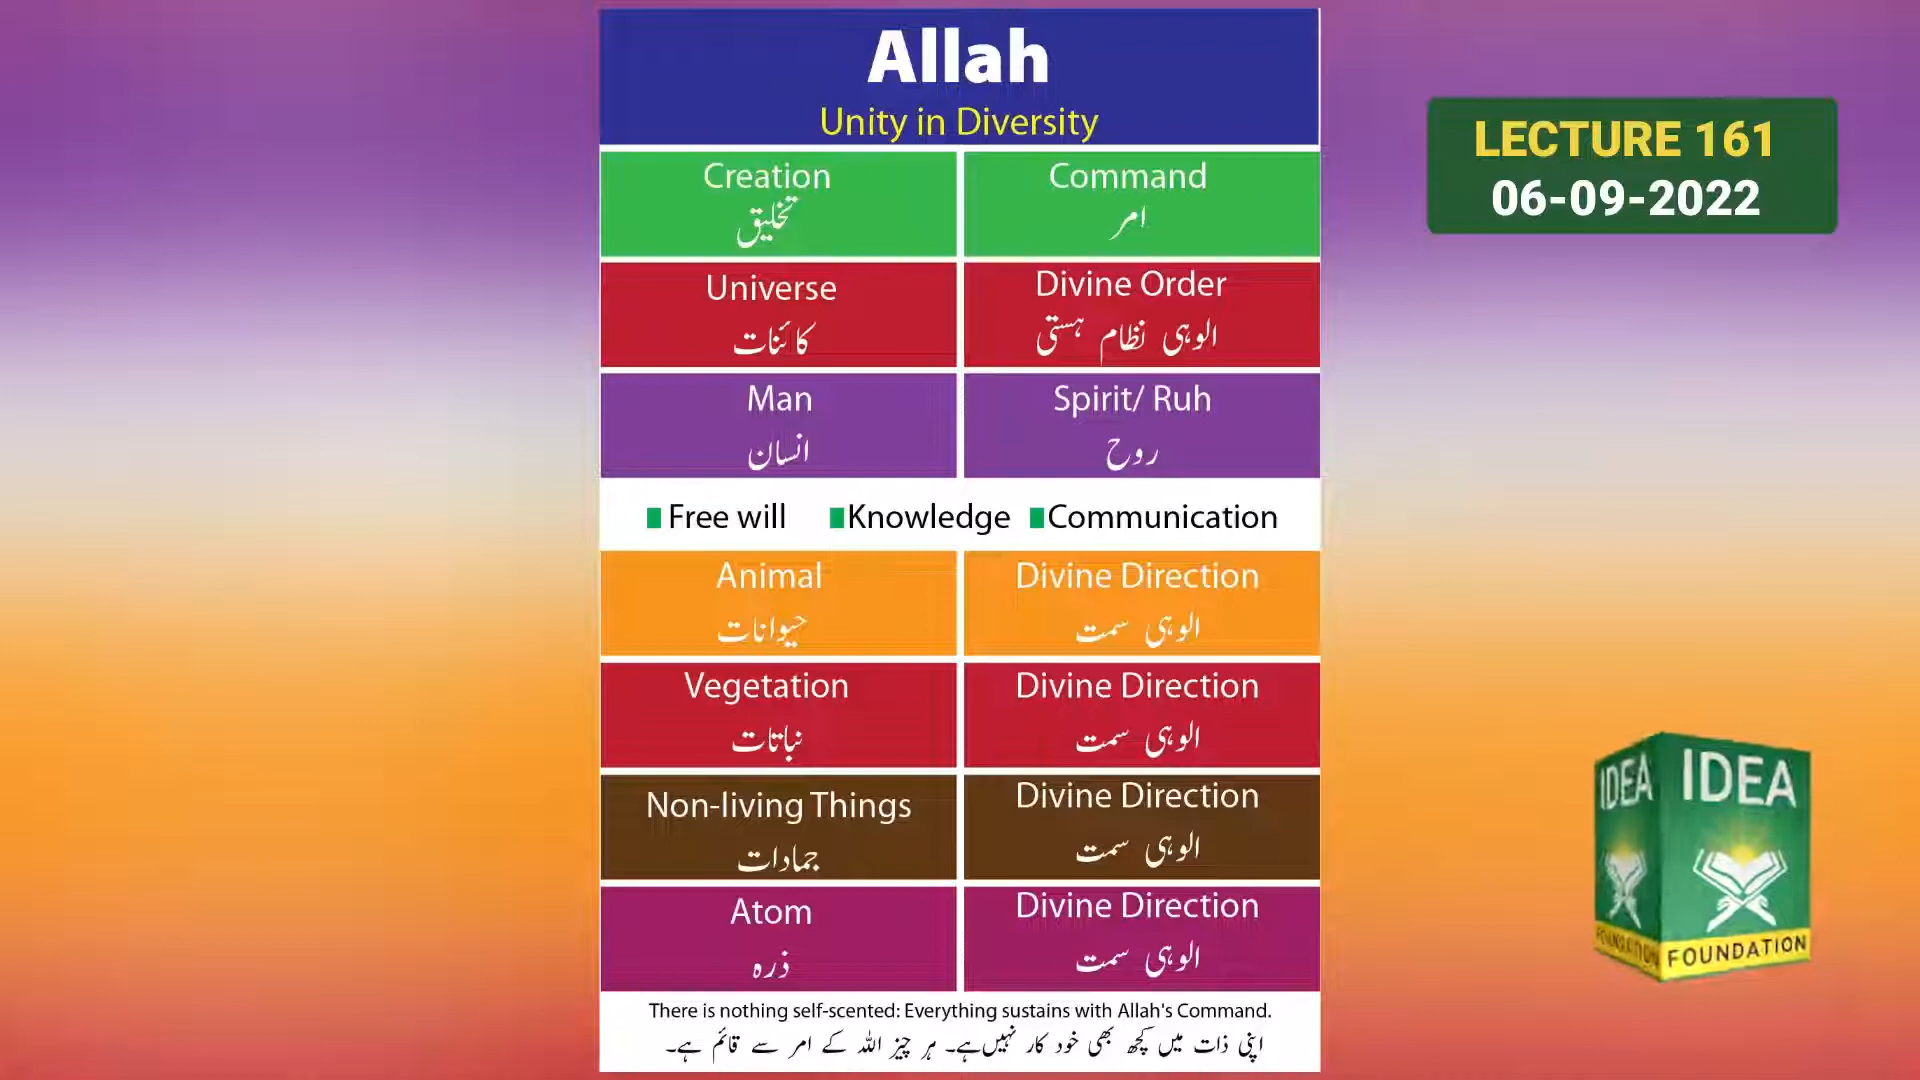 Allah
Unity in Diversity
LECTURE 161
06-09-2022
Creation
تخلیق
Command
امر
Universe
کائنات
Divine Order
الوہی نظام ہستی
Man
انسان
Spirit/ Ruh
روح
Free will
Knowledge
Communication
Animal
حیوانات
Divine Direction
الوہی سمت
Vegetation
نباتات
Divine Direction
الوہی سمت
Non-living Things
جمادات
Divine Direction
الوہی سمت
Atom
ذرہ
Divine Direction
الوہی سمت
There is nothing self-scented: Everything sustains with Allah's Command.
اپنی ذات میں کچھ بھی خود کار نہیں ہے۔ ہر چیز اللہ کے امر سے قائم ہے۔
IDEA
FOUNDATION
IDEA
FOUNDATION